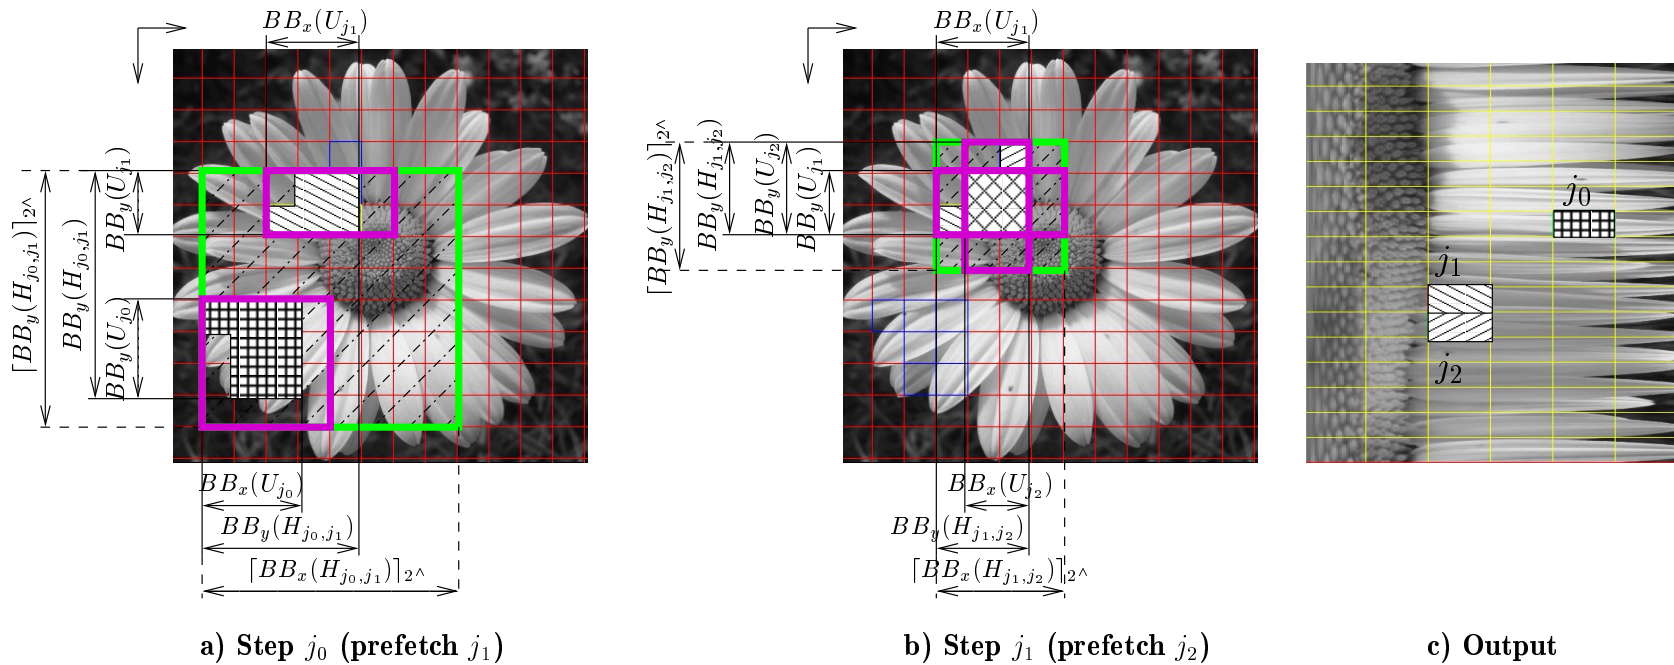 BB_x(U_{j_1})
⌈BB_y(H_{j_0,j_1})⌉_{2^∧}
BB_y(H_{j_0,j_1})
BB_y(U_{j_1})
BB_y(U_{j_0})
BB_x(U_{j_0})
BB_y(H_{j_0,j_1})
⌈BB_x(H_{j_0,j_1})⌉_{2^∧}
a) Step j_0 (prefetch j_1)
BB_x(U_{j_1})
⌈BB_y(H_{j_1,j_2})⌉_{2^∧}
BB_y(H_{j_1,j_2})
BB_y(U_{j_2})
BB_y(U_{j_1})
BB_x(U_{j_2})
BB_y(H_{j_1,j_2})
⌈BB_x(H_{j_1,j_2})⌉_{2^∧}
b) Step j_1 (prefetch j_2)
j_0
j_1
j_2
c) Output